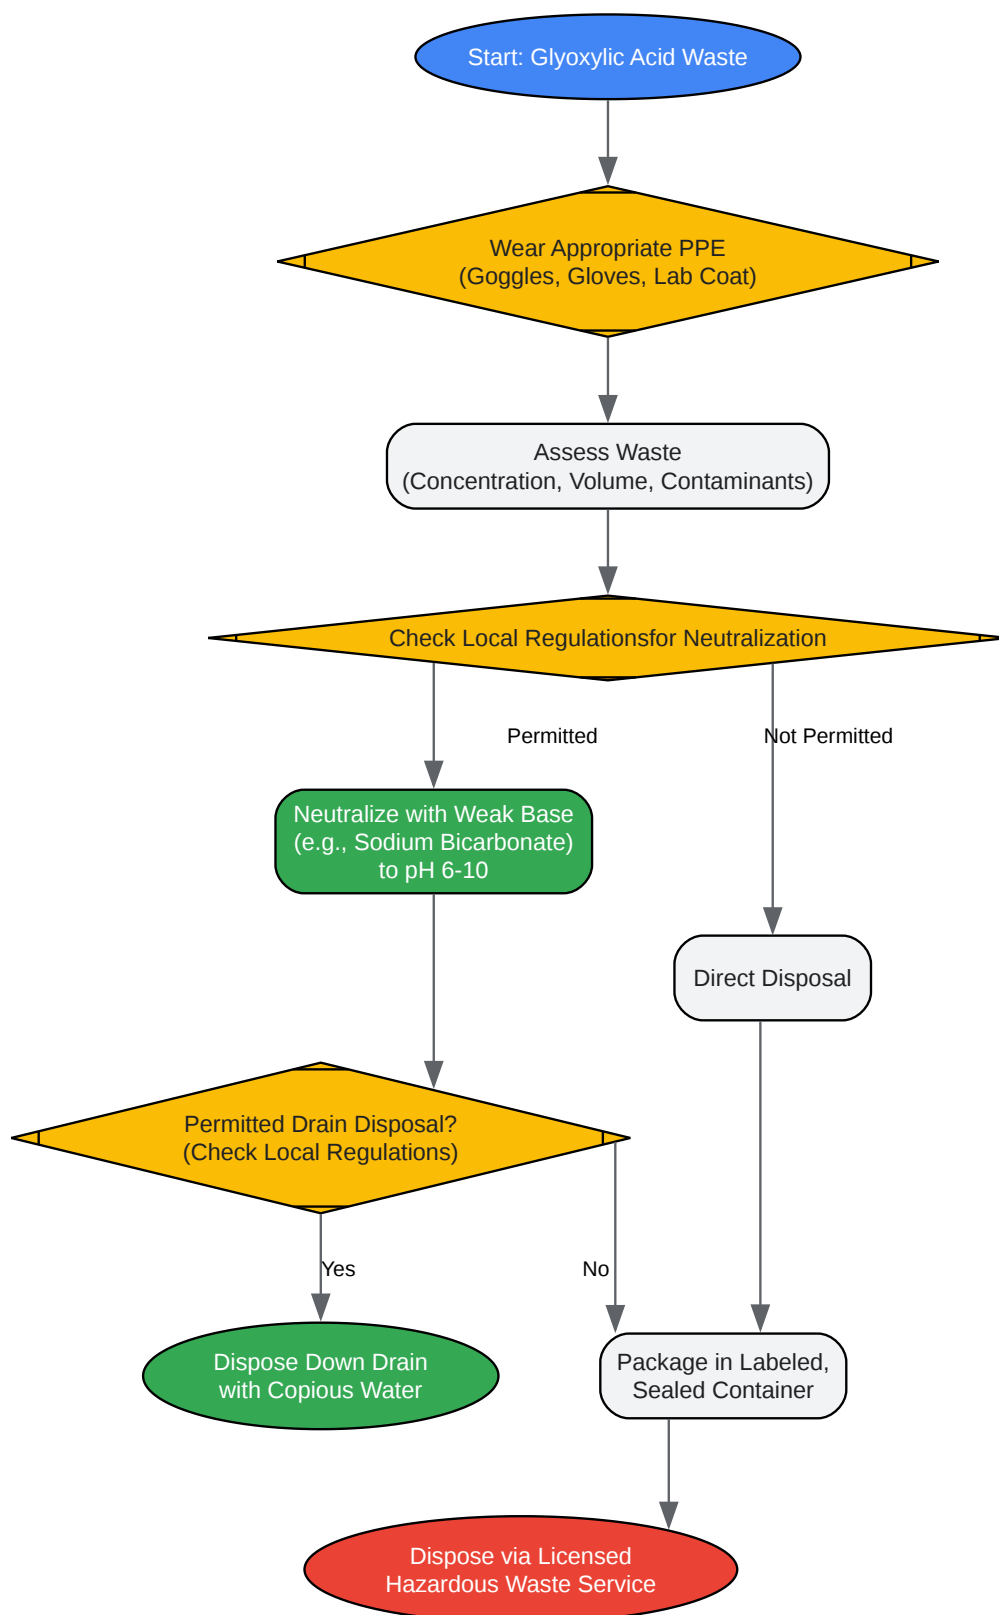 Start: Glyoxylic Acid Waste
Wear Appropriate PPE
(Goggles, Gloves, Lab Coat)
Assess Waste
(Concentration, Volume, Contaminants)
Check Local Regulationsfor Neutralization
Permitted
Not Permitted
Neutralize with Weak Base
(e.g., Sodium Bicarbonate)
to pH 6-10
Direct Disposal
Permitted Drain Disposal?
(Check Local Regulations)
Yes
No
Dispose Down Drain
with Copious Water
Package in Labeled,
Sealed Container
Dispose via Licensed
Hazardous Waste Service